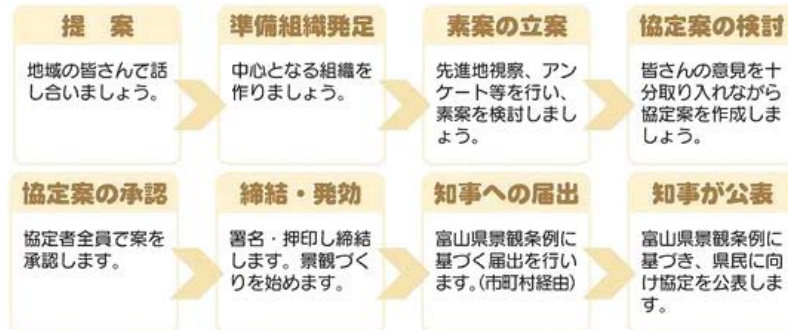 提　案
地域の皆さんで話
し合いましょう。
準備組織発足
中心となる組織を
作りましょう。
素案の立案
先進地視察、アン
ケート等を行い、
素案を検討しまし
ょう。
協定案の検討
皆さんの意見を十
分取り入れながら
協定案を作成しま
しょう。
協定案の承認
協定者全員で案を
承認します。
締結・発効
署名・押印し締結
します。景観づく
りを始めます。
知事への届出
富山県景観条例に
基づく届出を行い
ます。(市町村経由)
知事が公表
富山県景観条例に
基づき、県民に向
け協定を公表しま
す。